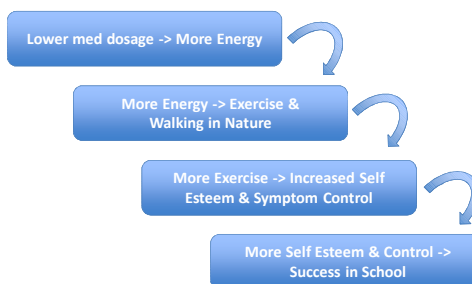 Lower med dosage -> More Energy
More Energy -> Exercise &
Walking in Nature
More Exercise -> Increased Self
Esteem & Symptom Control
More Self Esteem & Control ->
Success in School